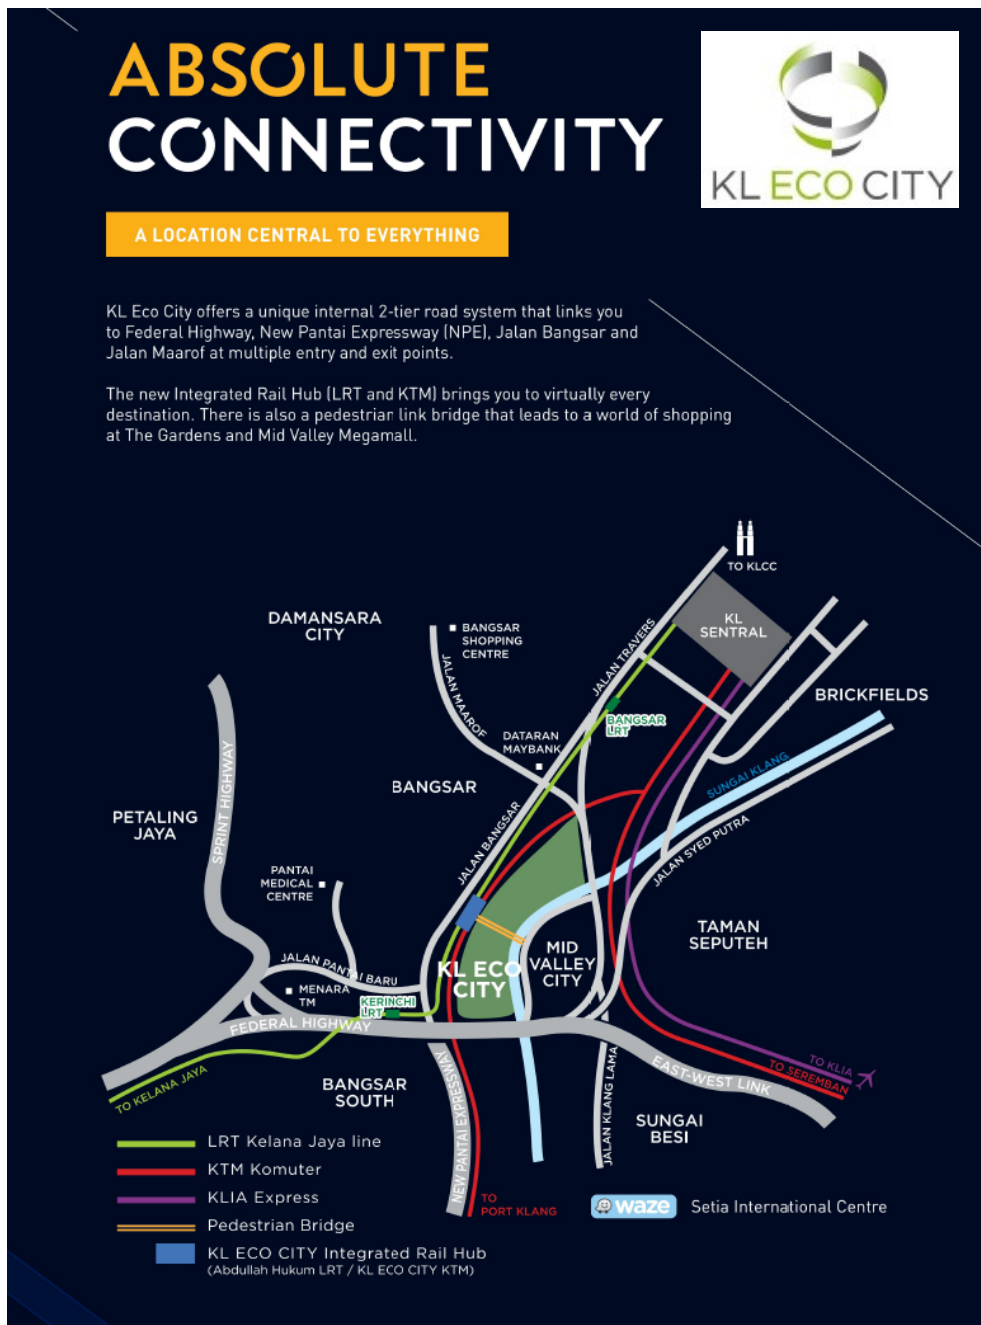 ABSOLUTE
CONNECTIVITY
KL ECO CITY
A LOCATION CENTRAL TO EVERYTHING
KL Eco City offers a unique internal 2-tier road system that links you
to Federal Highway, New Pantai Expressway (NPE), Jalan Bangsar and
Jalan Maarof at multiple entry and exit points.
The new Integrated Rail Hub (LRT and KTM) brings you to virtually every
destination. There is also a pedestrian link bridge that leads to a world of shopping
at The Gardens and Mid Valley Megamall.
TO KLCC
KL
SENTRAL
DAMANSARA
CITY
BANGSAR
SHOPPING
CENTRE
JALAN TRAVERS
JALAN MAAROF
BRICKFIELDS
BANGSAR
LRT
DATARAN
MAYBANK
SUNGAI KLANG
BANGSAR
SPRINT HIGHWAY
PETALING
JAYA
JALAN BANGSAR
JALAN SYED PUTRA
PANTAI
MEDICAL
CENTRE
TAMAN
SEPUTEH
MID
VALLEY
CITY
KL ECO
CITY
JALAN PANTAI BARU
MENARA
TM
KERINCHI
LRT
FEDERAL HIGHWAY
TO KELANA JAYA
BANGSAR
SOUTH
NEW PANTAI EXPRESSWAY
JALAN KLANG LAMA
EAST-WEST LINK
TO KLIA
TO SEREMBAN
SUNGAI
BESI
TO
PORT KLANG
LRT Kelana Jaya line
KTM Komuter
KLIA Express
Pedestrian Bridge
KL ECO CITY Integrated Rail Hub
(Abdullah Hukum LRT / KL ECO CITY KTM)
waze
Setia International Centre